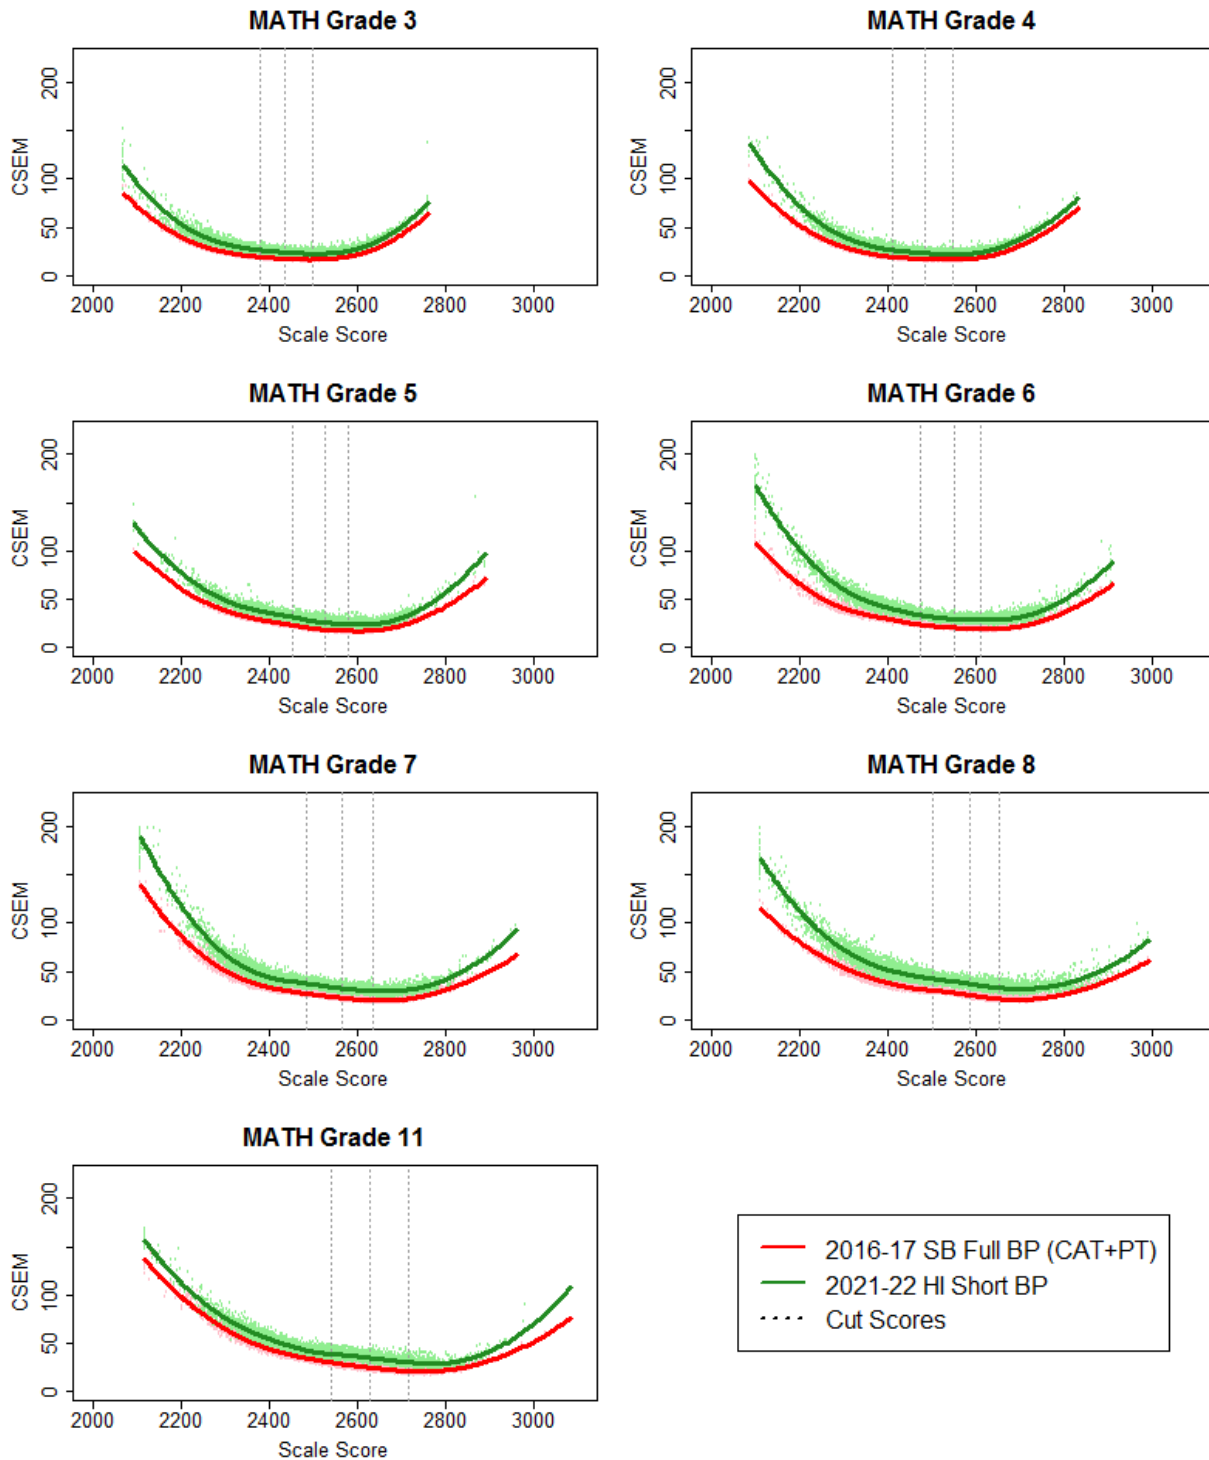 MATH Grade 3
CSEM
0 50 100 200
2000 2200 2400 2600 2800 3000
Scale Score
MATH Grade 4
CSEM
0 50 100 200
2000 2200 2400 2600 2800 3000
Scale Score
MATH Grade 5
CSEM
0 50 100 200
2000 2200 2400 2600 2800 3000
Scale Score
MATH Grade 6
CSEM
0 50 100 200
2000 2200 2400 2600 2800 3000
Scale Score
MATH Grade 7
CSEM
0 50 100 200
2000 2200 2400 2600 2800 3000
Scale Score
MATH Grade 8
CSEM
0 50 100 200
2000 2200 2400 2600 2800 3000
Scale Score
MATH Grade 11
CSEM
0 50 100 200
2000 2200 2400 2600 2800 3000
Scale Score
2016-17 SB Full BP (CAT+PT)
2021-22 HI Short BP
Cut Scores